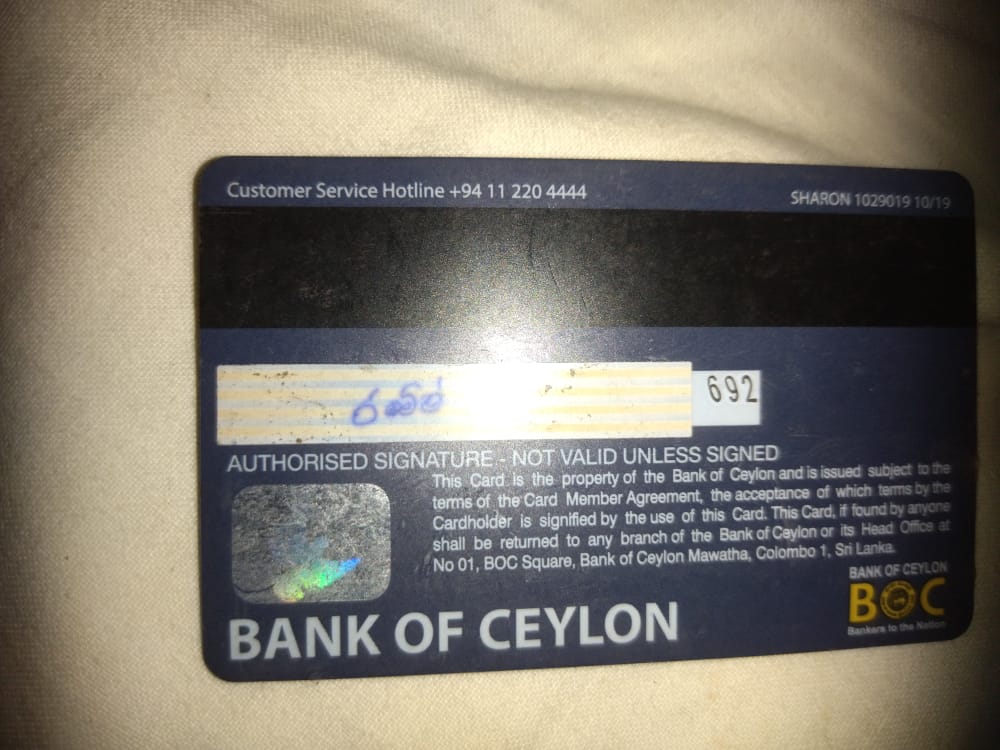 Customer Service Hotline +94 11 220 4444
SHARON 1029019 10/19
692
AUTHORISED SIGNATURE - NOT VALID UNLESS SIGNED
This Card is the property of the Bank of Ceylon and is issued subject to the
terms of the Card Member Agreement, the acceptance of which terms by the
Cardholder is signified by the use of this Card. This Card, if found by anyone
shall be returned to any branch of the Bank of Ceylon or its Head Office at
No 01, BOC Square, Bank of Ceylon Mawatha, Colombo 1, Sri Lanka.
BANK OF CEYLON
BANK OF CEYLON
BOC
Bankers to the Nation